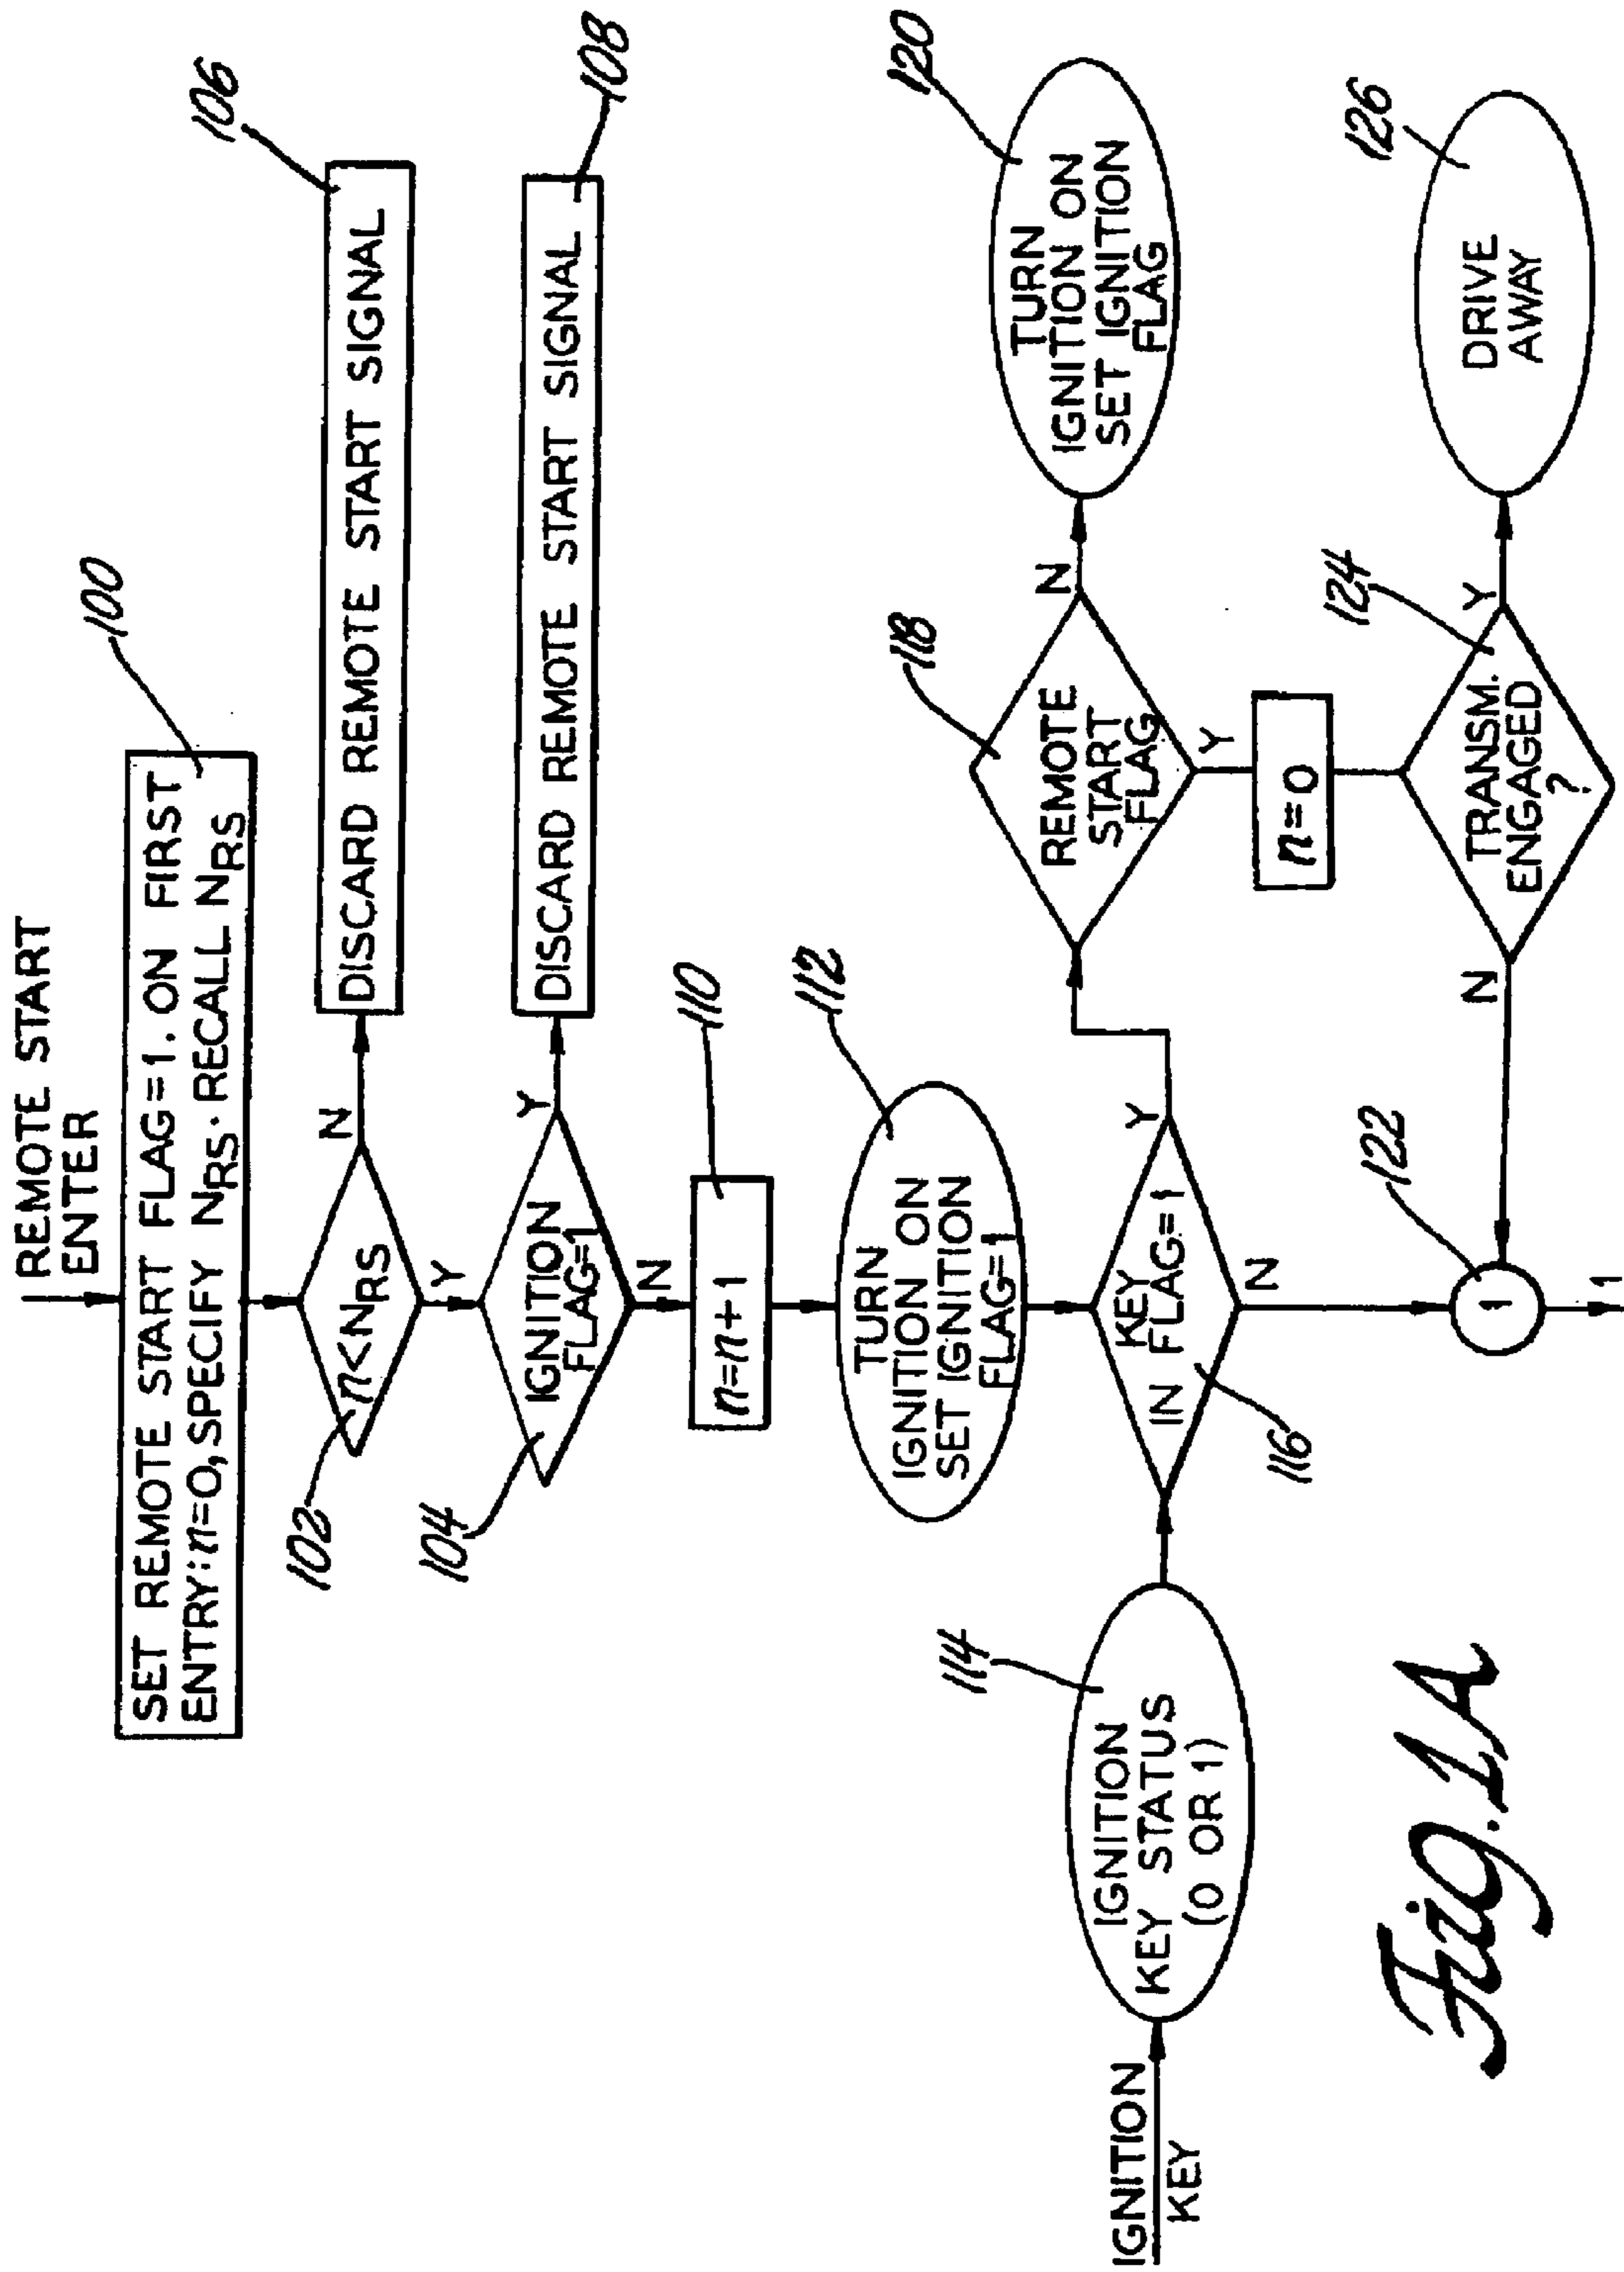 REMOTE START
ENTER
100
SET REMOTE START FLAG=1. ON FIRST
ENTRY: n=0, SPECIFY NRS. RECALL NRS
102
n<NRS
N
Y
106
DISCARD REMOTE START SIGNAL
104
IGNITION
FLAG=1
Y
N
108
DISCARD REMOTE START SIGNAL
110
n=n+1
112
TURN
IGNITION ON
SET IGNITION
FLAG=1
IGNITION
KEY
114
IGNITION
KEY STATUS
(0 OR 1)
116
KEY
IN FLAG=1
Y
N
118
REMOTE
START
FLAG
N
Y
120
TURN
IGNITION ON
SET IGNITION
FLAG
n=0
122
1
1
124
TRANSM.
ENGAGED
?
N
Y
126
DRIVE
AWAY
Fig. 1A